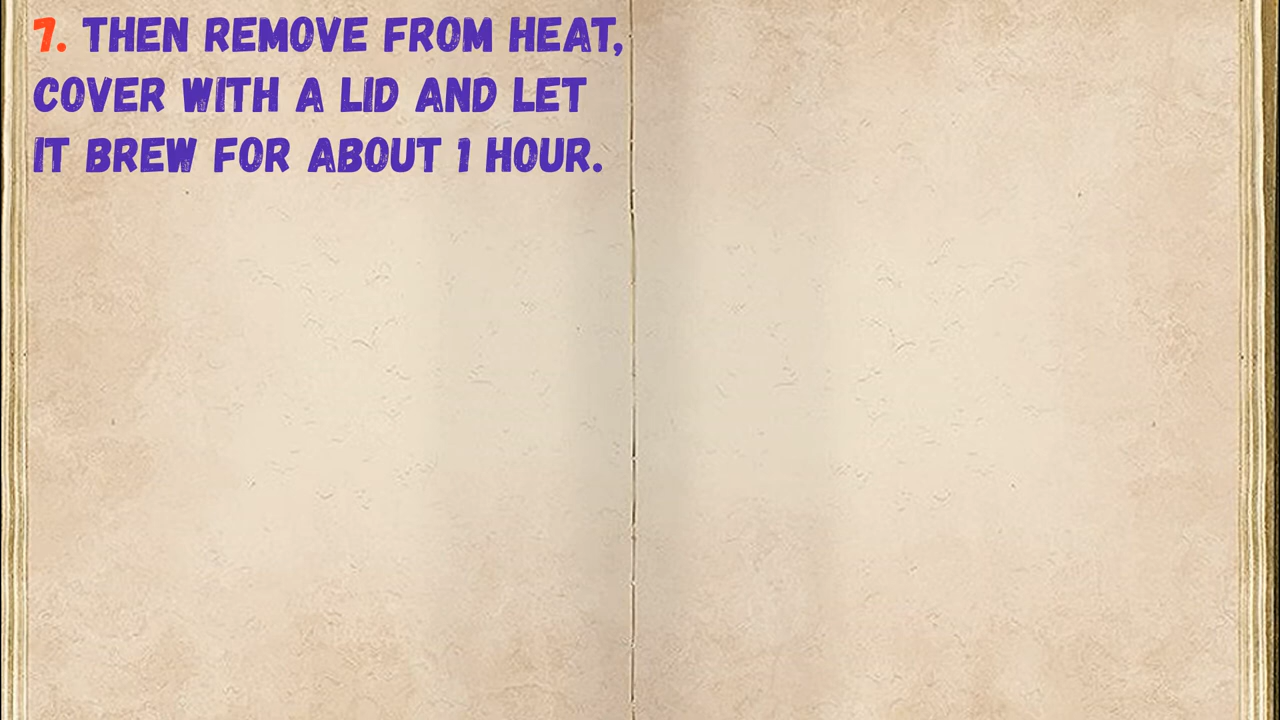 7. THEN REMOVE FROM HEAT,
COVER WITH A LID AND LET
IT BREW FOR ABOUT 1 HOUR.